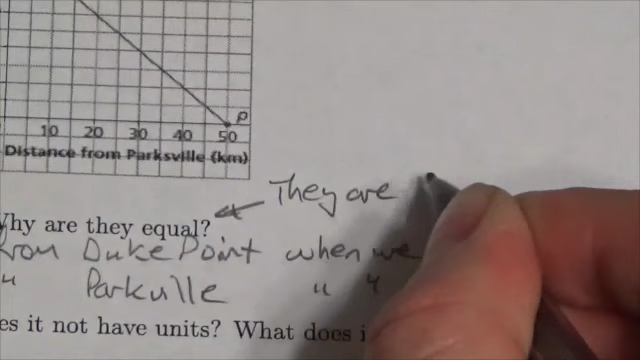 P
10 20 30 40 50
Distance from Parksville (km)
They are
Why are they equal?
from Duke Point when we
" Parkville " "
es it not have units? What does i